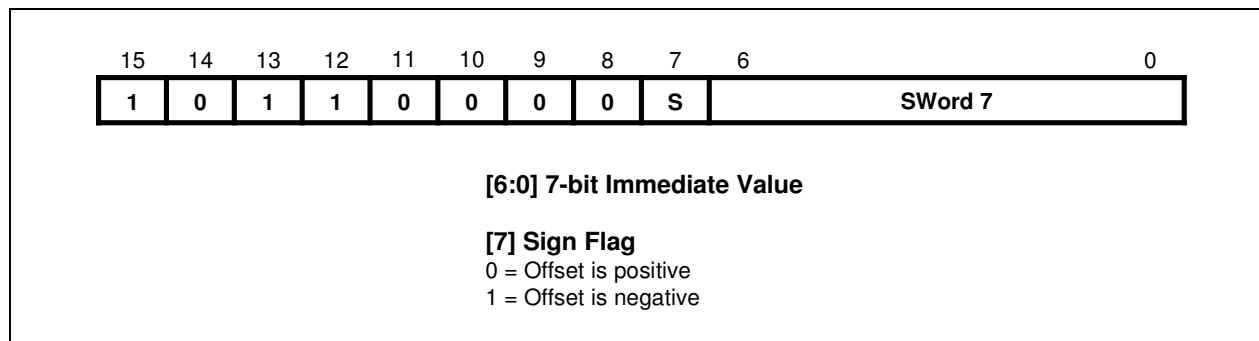 15 14 13 12 11 10 9 8 7 6 0
1 0 1 1 0 0 0 0 S SWord 7
[6:0] 7-bit Immediate Value
[7] Sign Flag
0 = Offset is positive
1 = Offset is negative